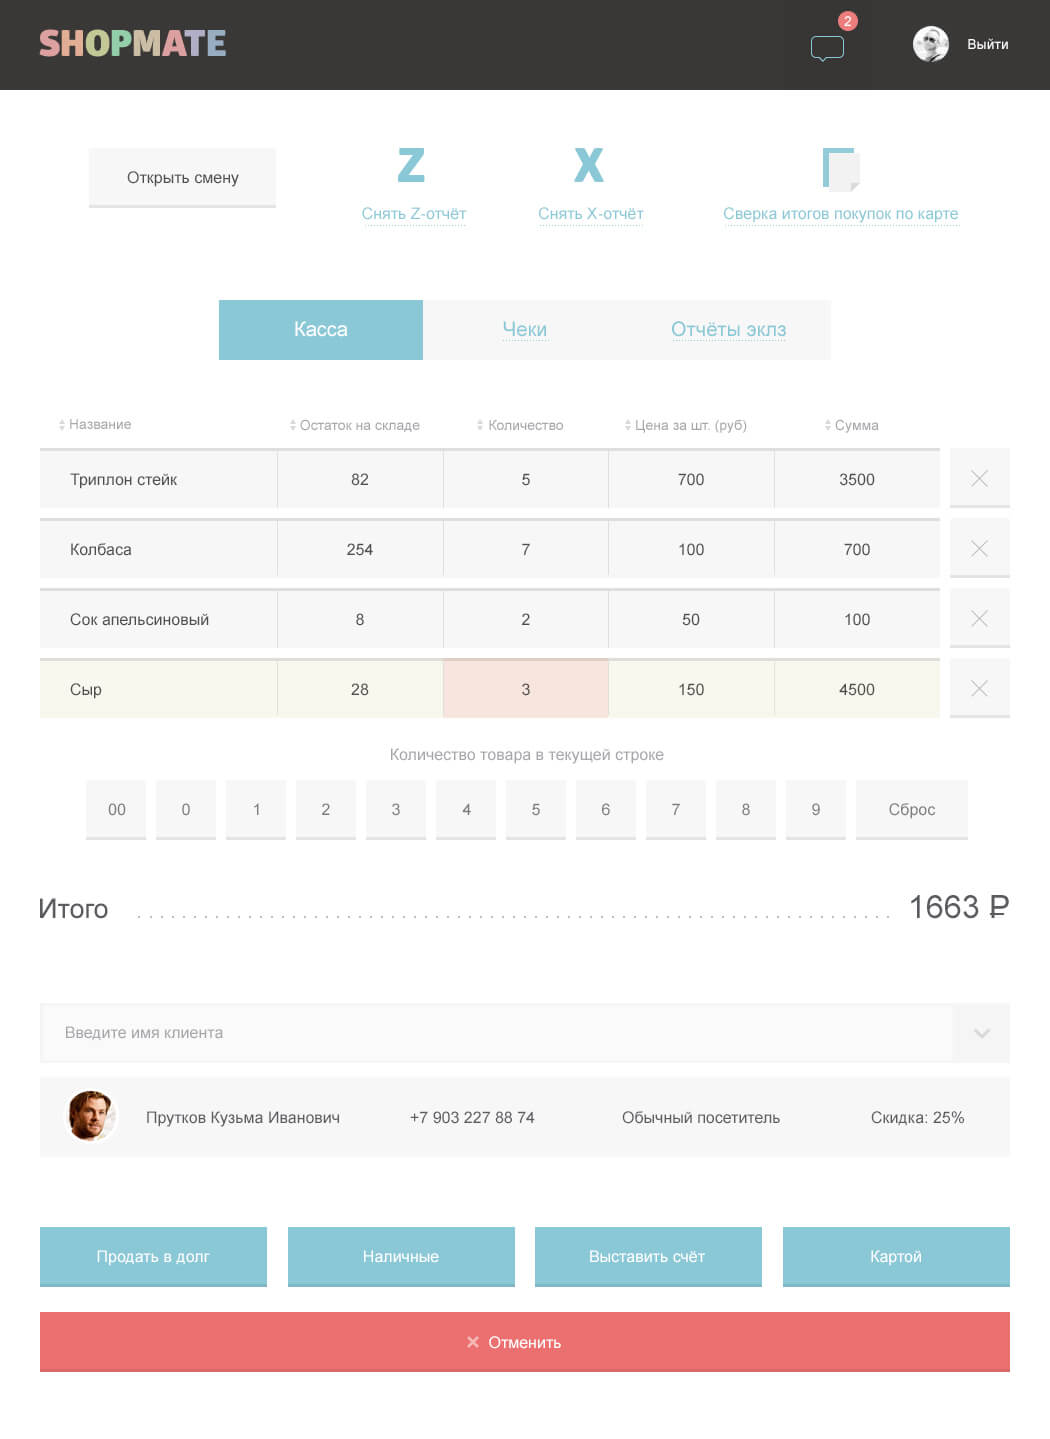 SHOPMATE
2
Выйти
Открыть смену
Z
Снять Z-отчёт
X
Снять X-отчёт
Сверка итогов покупок по карте
Касса
Чеки
Отчёты эклз
Название
Остаток на складе
Количество
Цена за шт. (руб)
Сумма
Триплон стейк 82 5 700 3500
Колбаса 254 7 100 700
Сок апельсиновый 8 2 50 100
Сыр 28 3 150 4500
Количество товара в текущей строке
00 0 1 2 3 4 5 6 7 8 9 Сброс
Итого 1663 ₽
Введите имя клиента
Прутков Кузьма Иванович +7 903 227 88 74 Обычный посетитель Скидка: 25%
Продать в долг
Наличные
Выставить счёт
Картой
Отменить